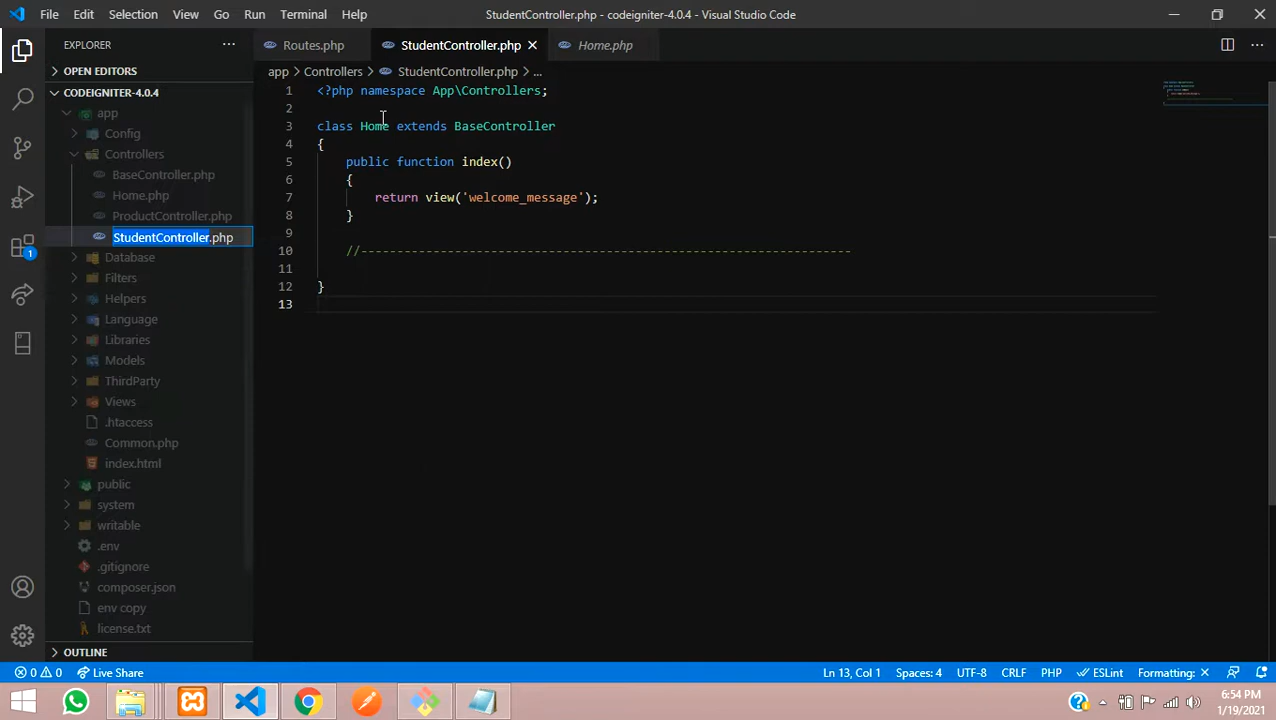 File Edit Selection View Go Run Terminal Help StudentController.php - codeigniter-4.0.4 - Visual Studio Code
EXPLORER
OPEN EDITORS
CODEIGNITER-4.0.4
app
Config
Controllers
BaseController.php
Home.php
ProductController.php
StudentController.php
Database
Filters
Helpers
Language
Libraries
Models
ThirdParty
Views
.htaccess
Common.php
index.html
public
system
writable
.env
.gitignore
composer.json
env copy
license.txt
OUTLINE
1
Routes.php StudentController.php Home.php
app > Controllers > StudentController.php > ...
1 <?php namespace App\Controllers;
2
3 class Home extends BaseController
4 {
5 public function index()
6 {
7 return view('welcome_message');
8 }
9
10 //--------------------------------------------------------------------
11
12 }
13
0 0 Live Share Ln 13, Col 1 Spaces: 4 UTF-8 CRLF PHP ESLint Formatting:
6:54 PM
1/19/2021